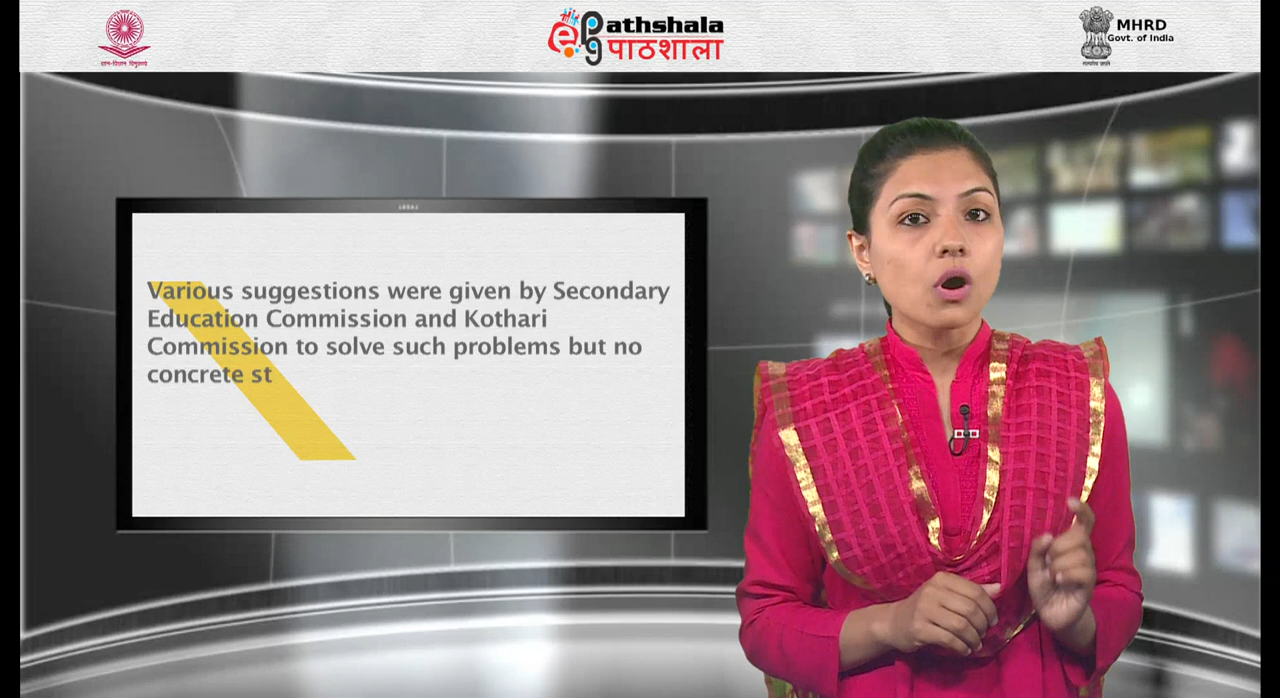 athshala
पाठशाला
MHRD
Govt. of India
Various suggestions were given by Secondary
Education Commission and Kothari
Commission to solve such problems but no
concrete st